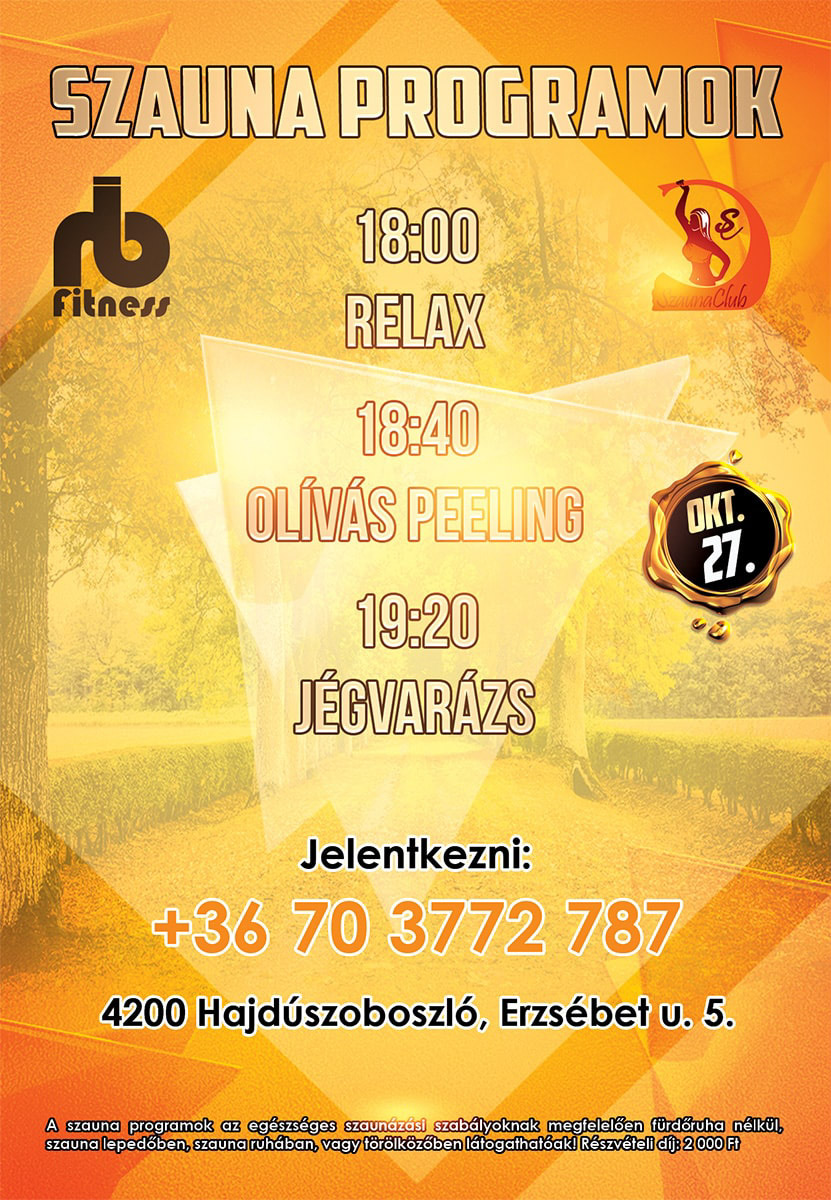 SZAUNA PROGRAMOK
Fitness
SC
SzaunaClub
18:00
RELAX
18:40
OLÍVÁS PEELING
OKT.
27.
19:20
JÉGVARÁZS
Jelentkezni:
+36 70 3772 787
4200 Hajdúszoboszló, Erzsébet u. 5.
A szauna programok az egészséges szaunázási szabályoknak megfelelően fürdőruha nélkül,
szauna lepedőben, szauna ruhában, vagy törölközőben látogathatóak! Részvételi díj: 2 000 Ft